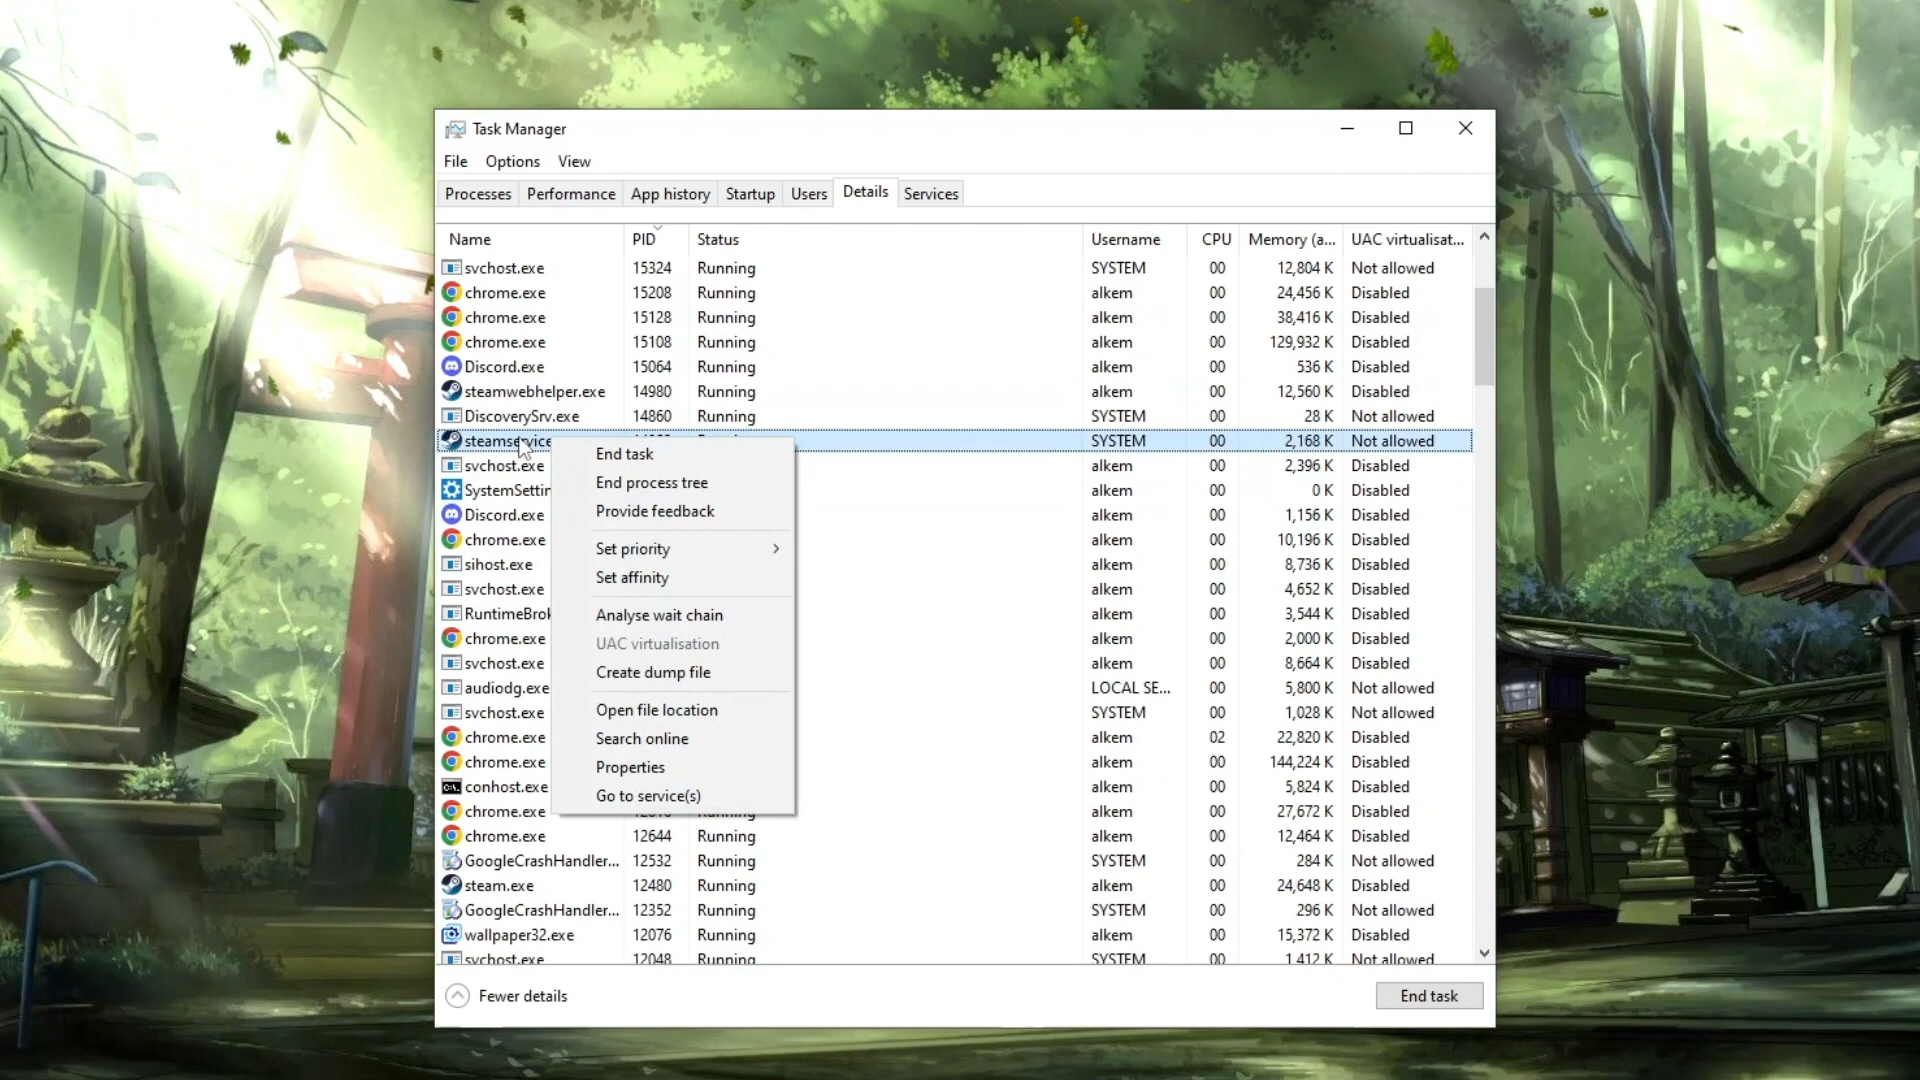 Task Manager
File Options View
Processes Performance App history Startup Users Details Services
Name PID Status Username CPU Memory (a... UAC virtualisat...
svchost.exe 15324 Running SYSTEM 00 12,804 K Not allowed
chrome.exe 15208 Running alkem 00 24,456 K Disabled
chrome.exe 15128 Running alkem 00 38,416 K Disabled
chrome.exe 15108 Running alkem 00 129,932 K Disabled
Discord.exe 15064 Running alkem 00 536 K Disabled
steamwebhelper.exe 14980 Running alkem 00 12,560 K Disabled
DiscoverySrv.exe 14860 Running SYSTEM 00 28 K Not allowed
steamservice SYSTEM 00 2,168 K Not allowed
End task
svchost.exe alkem 00 2,396 K Disabled
End process tree
SystemSettin alkem 00 0 K Disabled
Provide feedback
Discord.exe alkem 00 1,156 K Disabled
chrome.exe alkem 00 10,196 K Disabled
Set priority
sihost.exe alkem 00 8,736 K Disabled
Set affinity
svchost.exe alkem 00 4,652 K Disabled
RuntimeBrok alkem 00 3,544 K Disabled
Analyse wait chain
chrome.exe alkem 00 2,000 K Disabled
UAC virtualisation
svchost.exe alkem 00 8,664 K Disabled
Create dump file
audiodg.exe LOCAL SE... 00 5,800 K Not allowed
svchost.exe SYSTEM 00 1,028 K Not allowed
Open file location
chrome.exe alkem 02 22,820 K Disabled
Search online
chrome.exe alkem 00 144,224 K Disabled
Properties
conhost.exe alkem 00 5,824 K Disabled
Go to service(s)
chrome.exe Running alkem 00 27,672 K Disabled
chrome.exe 12644 Running alkem 00 12,464 K Disabled
GoogleCrashHandler... 12532 Running SYSTEM 00 284 K Not allowed
steam.exe 12480 Running alkem 00 24,648 K Disabled
GoogleCrashHandler... 12352 Running SYSTEM 00 296 K Not allowed
wallpaper32.exe 12076 Running alkem 00 15,372 K Disabled
svchost.exe 12048 Running SYSTEM 00 1,412 K Not allowed
Fewer details End task